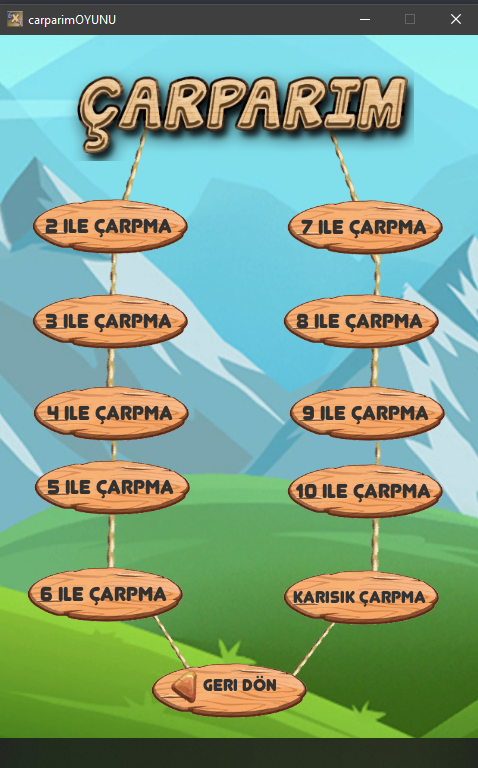 carparimOYUNU
ÇARPARIM
2 ILE ÇARPMA
7 ILE ÇARPMA
3 ILE ÇARPMA
8 ILE ÇARPMA
4 ILE ÇARPMA
9 ILE ÇARPMA
5 ILE ÇARPMA
10 ILE ÇARPMA
6 ILE ÇARPMA
KARISIK ÇARPMA
GERI DÖN